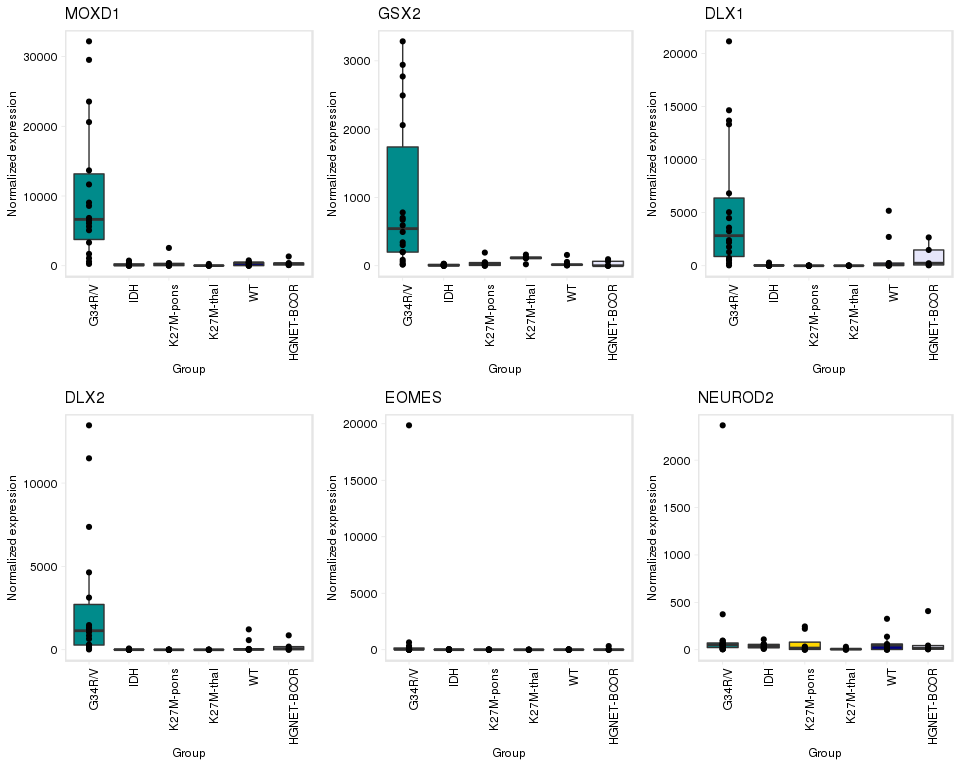 MOXD1
Normalized expression
30000
20000
10000
0
G34R/V
IDH
K27M-pons
K27M-thal
WT
HGNET-BCOR
Group
GSX2
Normalized expression
3000
2000
1000
0
G34R/V
IDH
K27M-pons
K27M-thal
WT
HGNET-BCOR
Group
DLX1
Normalized expression
20000
15000
10000
5000
0
G34R/V
IDH
K27M-pons
K27M-thal
WT
HGNET-BCOR
Group
DLX2
Normalized expression
10000
5000
0
G34R/V
IDH
K27M-pons
K27M-thal
WT
HGNET-BCOR
Group
EOMES
Normalized expression
20000
15000
10000
5000
0
G34R/V
IDH
K27M-pons
K27M-thal
WT
HGNET-BCOR
Group
NEUROD2
Normalized expression
2000
1500
1000
500
0
G34R/V
IDH
K27M-pons
K27M-thal
WT
HGNET-BCOR
Group